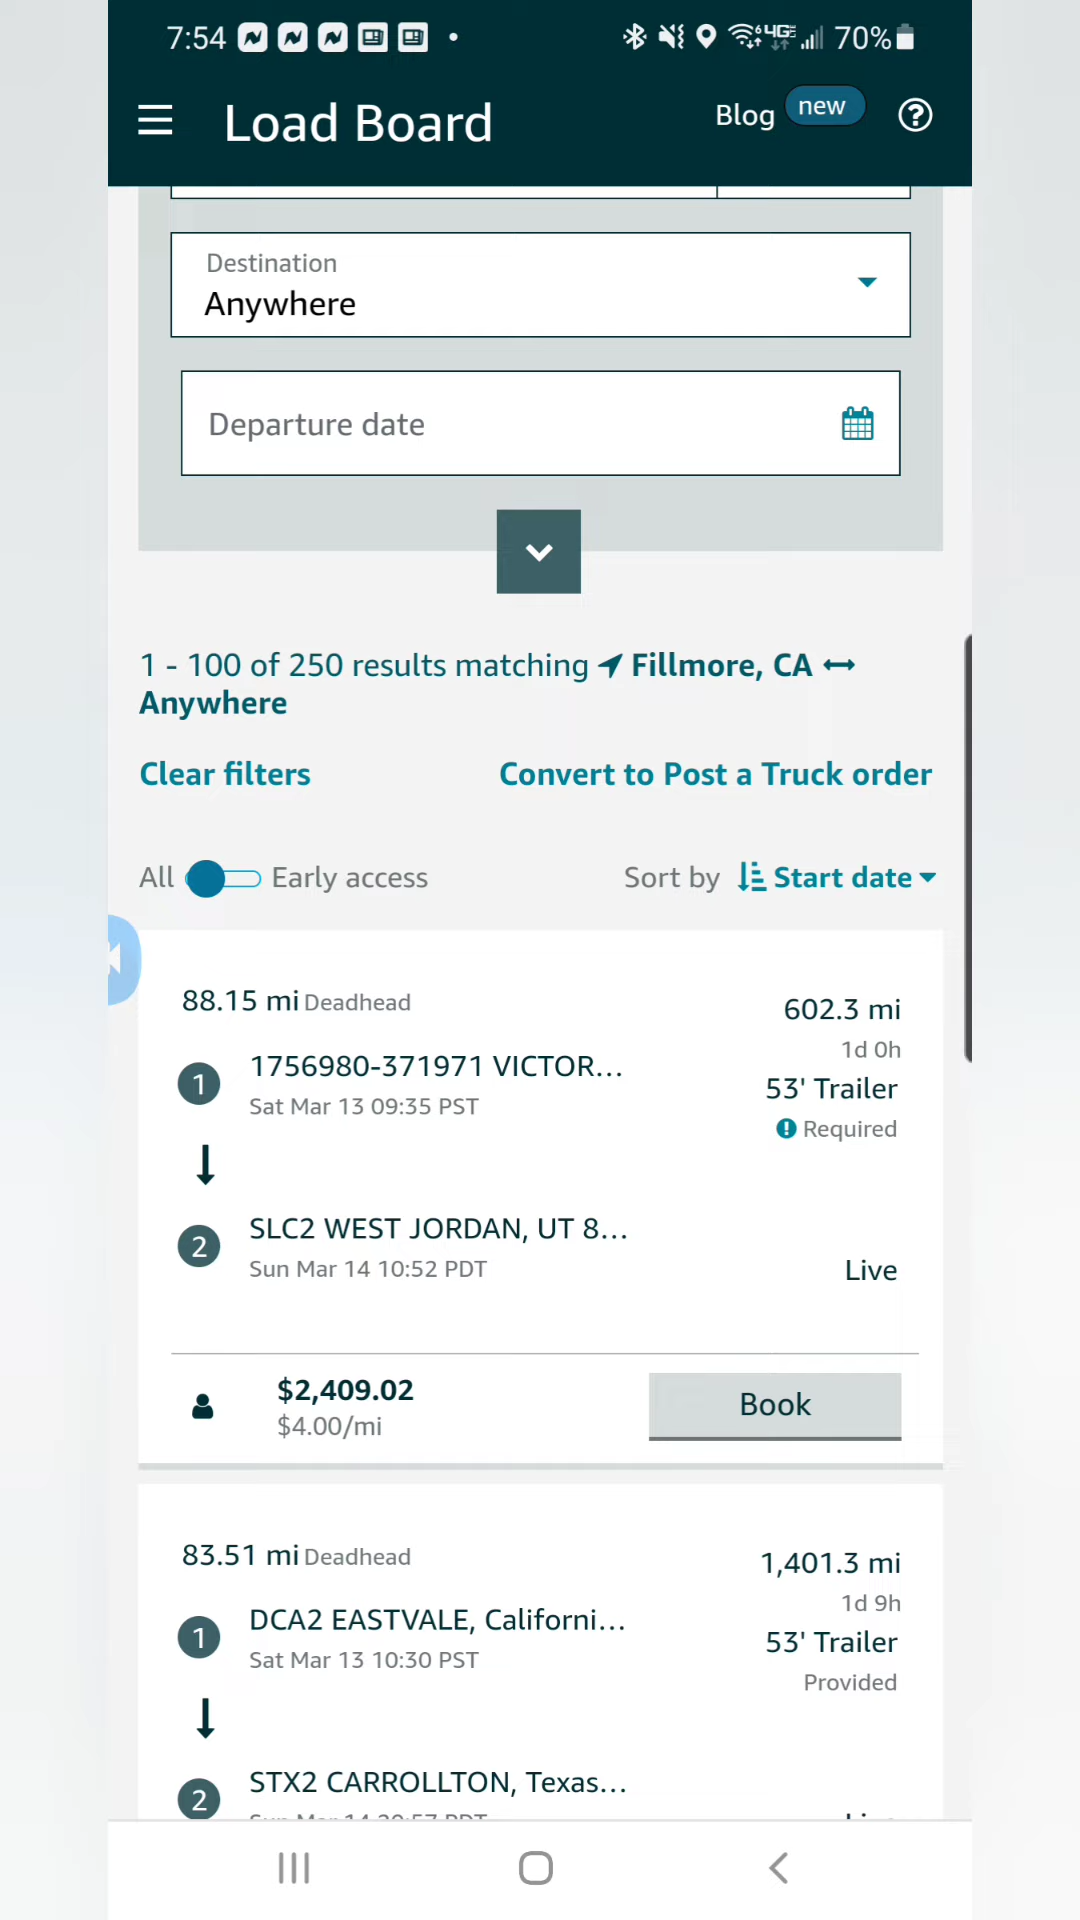 7:54
4G 70%
Load Board
Blog new
Destination
Anywhere
Departure date
1 - 100 of 250 results matching Fillmore, CA
Anywhere
Clear filters
Convert to Post a Truck order
All
Early access
Sort by
Start date
88.15 mi Deadhead
602.3 mi
1d 0h
1 1756980-371971 VICTOR...
53' Trailer
Sat Mar 13 09:35 PST
Required
2 SLC2 WEST JORDAN, UT 8...
Sun Mar 14 10:52 PDT
Live
$2,409.02
$4.00/mi
Book
83.51 mi Deadhead
1,401.3 mi
1d 9h
1 DCA2 EASTVALE, Californi...
53' Trailer
Sat Mar 13 10:30 PST
Provided
2 STX2 CARROLLTON, Texas...